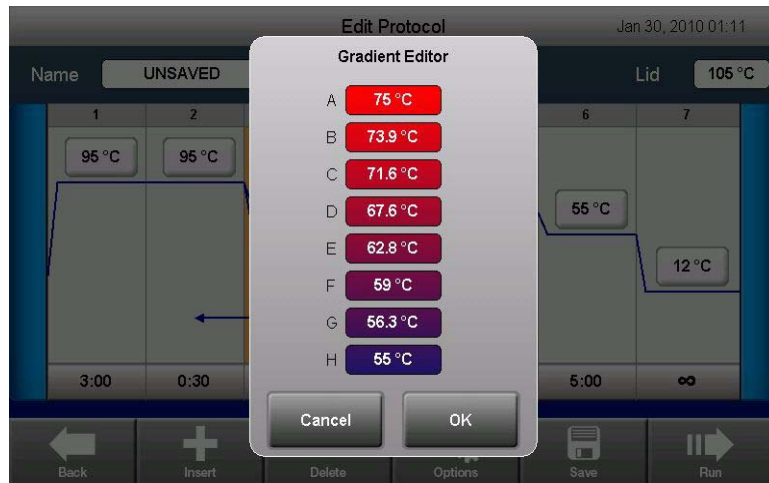 Edit Protocol
Jan 30, 2010 01:11
Name UNSAVED
Lid 105 °C
Gradient Editor
A 75 °C
B 73.9 °C
C 71.6 °C
D 67.6 °C
E 62.8 °C
F 59 °C
G 56.3 °C
H 55 °C
Cancel OK
1 2 6 7
95 °C 95 °C 55 °C 12 °C
3:00 0:30 5:00 ∞
Back Insert Delete Options Save Run